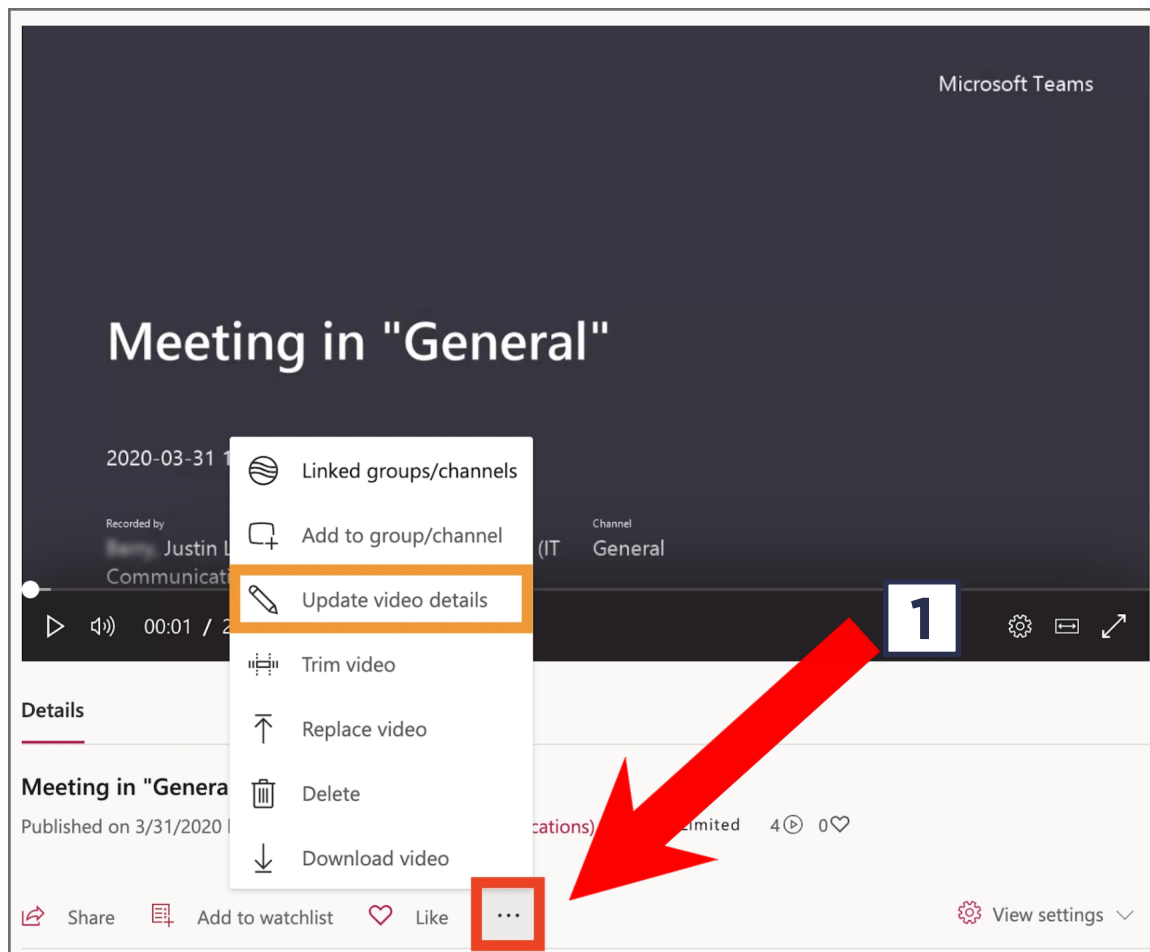 Microsoft Teams
Meeting in "General"
2020-03-31 1
Recorded by
Channel
Justin L
(IT
General
Communicati
Linked groups/channels
Add to group/channel
Update video details
Trim video
Replace video
Delete
Download video
00:01 / 2
1
Details
Meeting in "Genera
Published on 3/31/2020
cations)
imited
4
0
Share
Add to watchlist
Like
...
View settings